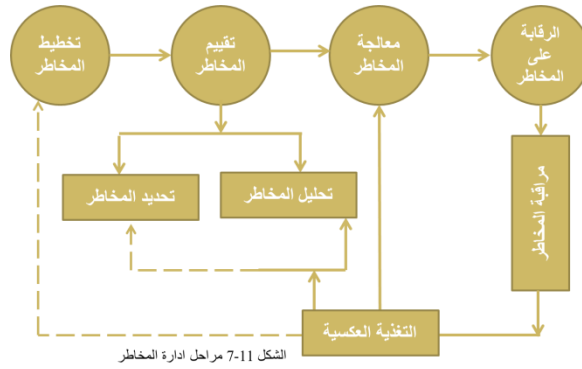 تخطيط
المخاطر
تقييم
المخاطر
معالجة
المخاطر
الرقابة
على
المخاطر
تحديد المخاطر
تحليل المخاطر
مراقبة المخاطر
التغذية العكسية
الشكل 11-7 مراحل ادارة المخاطر